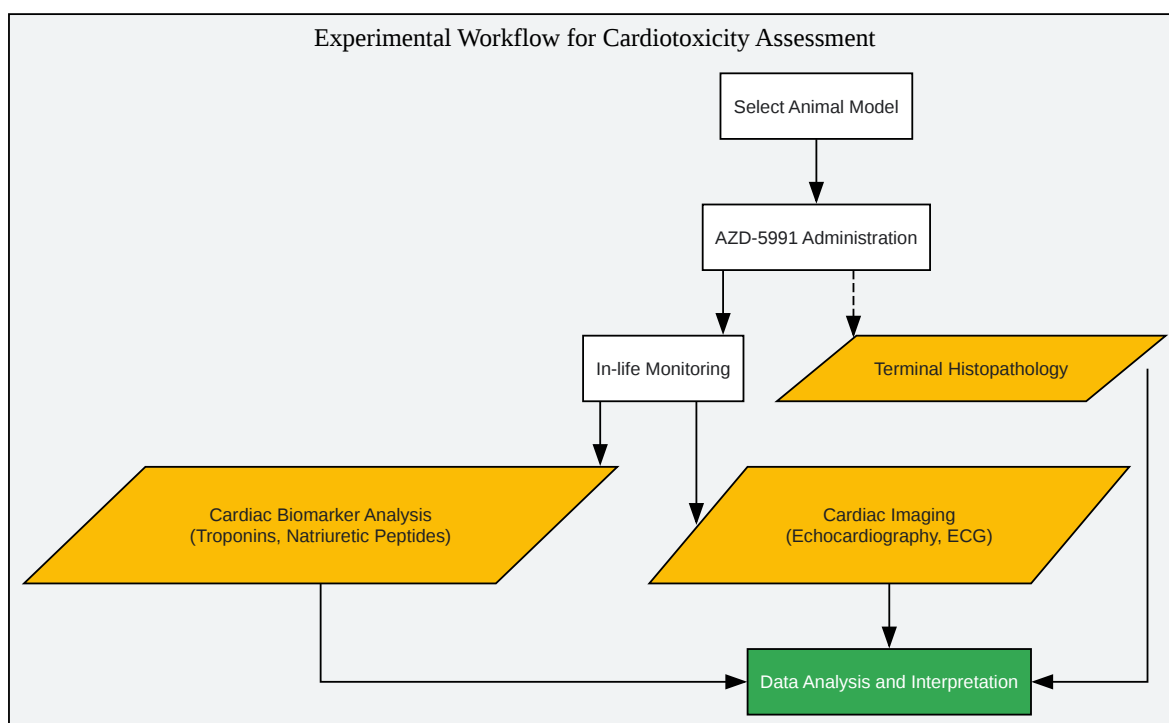 Experimental Workflow for Cardiotoxicity Assessment
Select Animal Model
AZD-5991 Administration
In-life Monitoring
Terminal Histopathology
Cardiac Biomarker Analysis
(Troponins, Natriuretic Peptides)
Cardiac Imaging
(Echocardiography, ECG)
Data Analysis and Interpretation